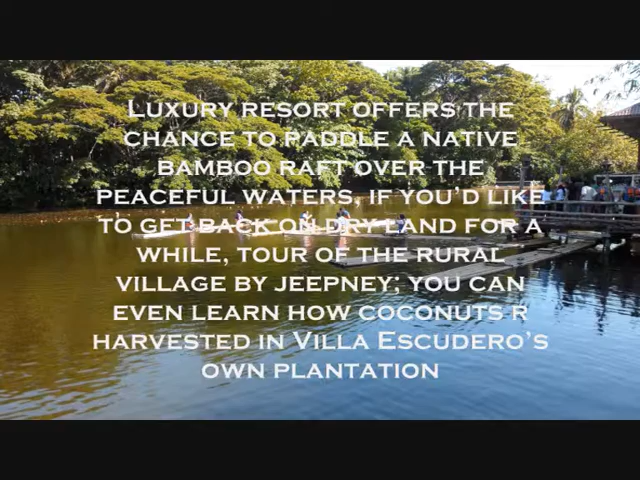 Luxury resort offers the
chance to paddle a native
bamboo raft over the
peaceful waters, if you'd like
to get back on dry land for a
while, tour of the rural
village by jeepney; you can
even learn how coconuts r
harvested in Villa Escudero's
own plantation